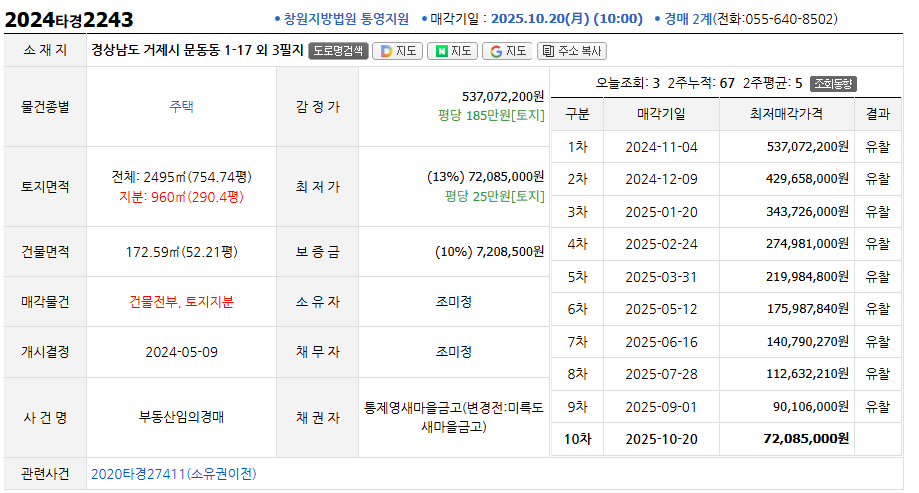 2024타경2243 • 창원지방법원 통영지원 • 매각기일 : 2025.10.20(月) (10:00) • 경매 2계(전화:055-640-8502)
소 재 지 경상남도 거제시 문동동 1-17 외 3필지 도로명검색 D 지도 N 지도 G 지도 주소 복사
물건종별 주택 감 정 가 537,072,200원
평당 185만원[토지]
토지면적 전체: 2495㎡(754.74평)
지분: 960㎡(290.4평)
최 저 가 (13%) 72,085,000원
평당 25만원[토지]
건물면적 172.59㎡(52.21평) 보 증 금 (10%) 7,208,500원
매각물건 건물전부, 토지지분 소 유 자 조미정
개시결정 2024-05-09 채 무 자 조미정
사 건 명 부동산임의경매 채 권 자 통제영새마을금고(변경전:미륵도
새마을금고)
오늘조회: 3 2주누적: 67 2주평균: 5 조회동향
구분 매각기일 최저매각가격 결과
1차 2024-11-04 537,072,200원 유찰
2차 2024-12-09 429,658,000원 유찰
3차 2025-01-20 343,726,000원 유찰
4차 2025-02-24 274,981,000원 유찰
5차 2025-03-31 219,984,800원 유찰
6차 2025-05-12 175,987,840원 유찰
7차 2025-06-16 140,790,270원 유찰
8차 2025-07-28 112,632,210원 유찰
9차 2025-09-01 90,106,000원 유찰
10차 2025-10-20 72,085,000원
관련사건 2020타경27411(소유권이전)